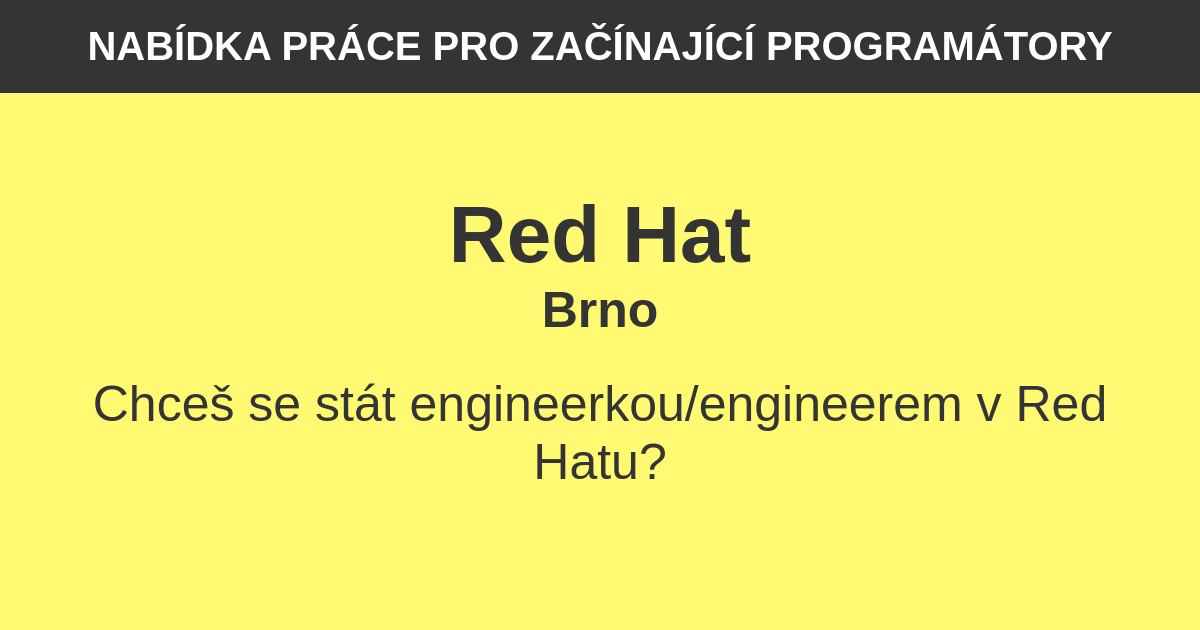 NABÍDKA PRÁCE PRO ZAČÍNAJÍCÍ PROGRAMÁTORY
Red Hat
Brno
Chceš se stát engineerkou/engineerem v Red
Hatu?